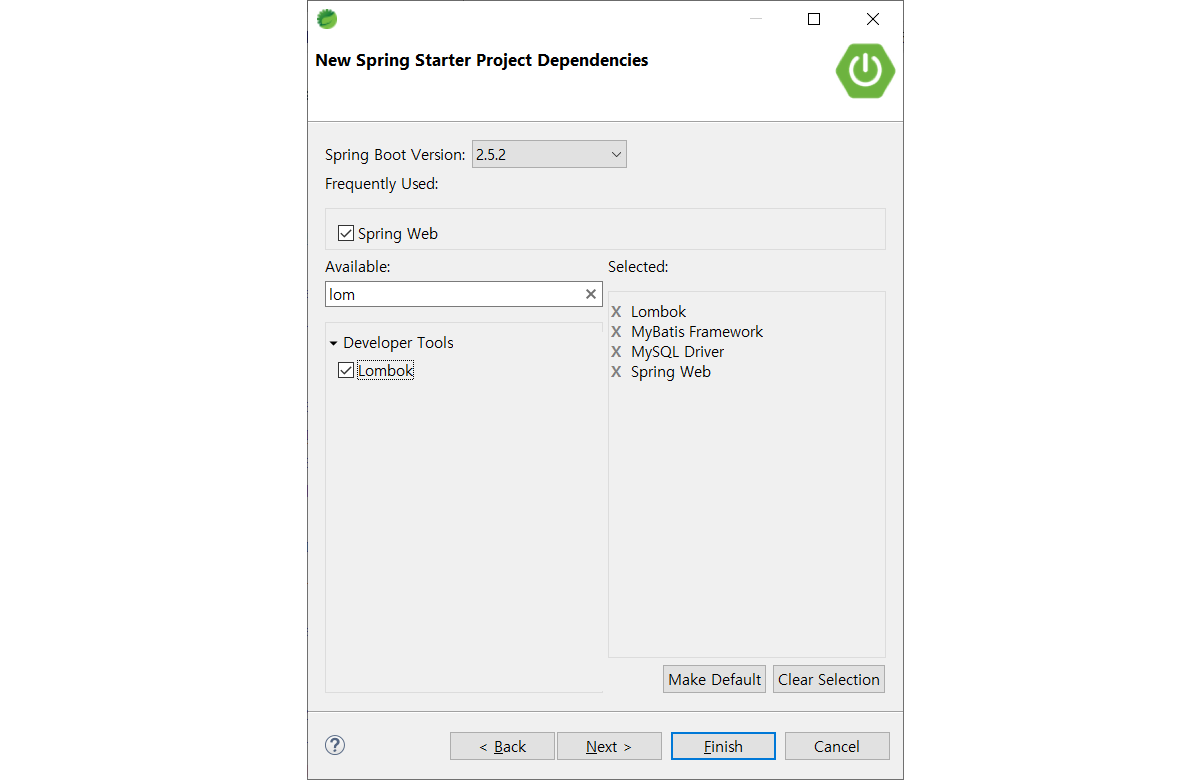 New Spring Starter Project Dependencies
Spring Boot Version: 2.5.2
Frequently Used:
Spring Web
Available:
Selected:
lom
Developer Tools
Lombok
X Lombok
X MyBatis Framework
X MySQL Driver
X Spring Web
Make Default
Clear Selection
?
< Back
Next >
Finish
Cancel